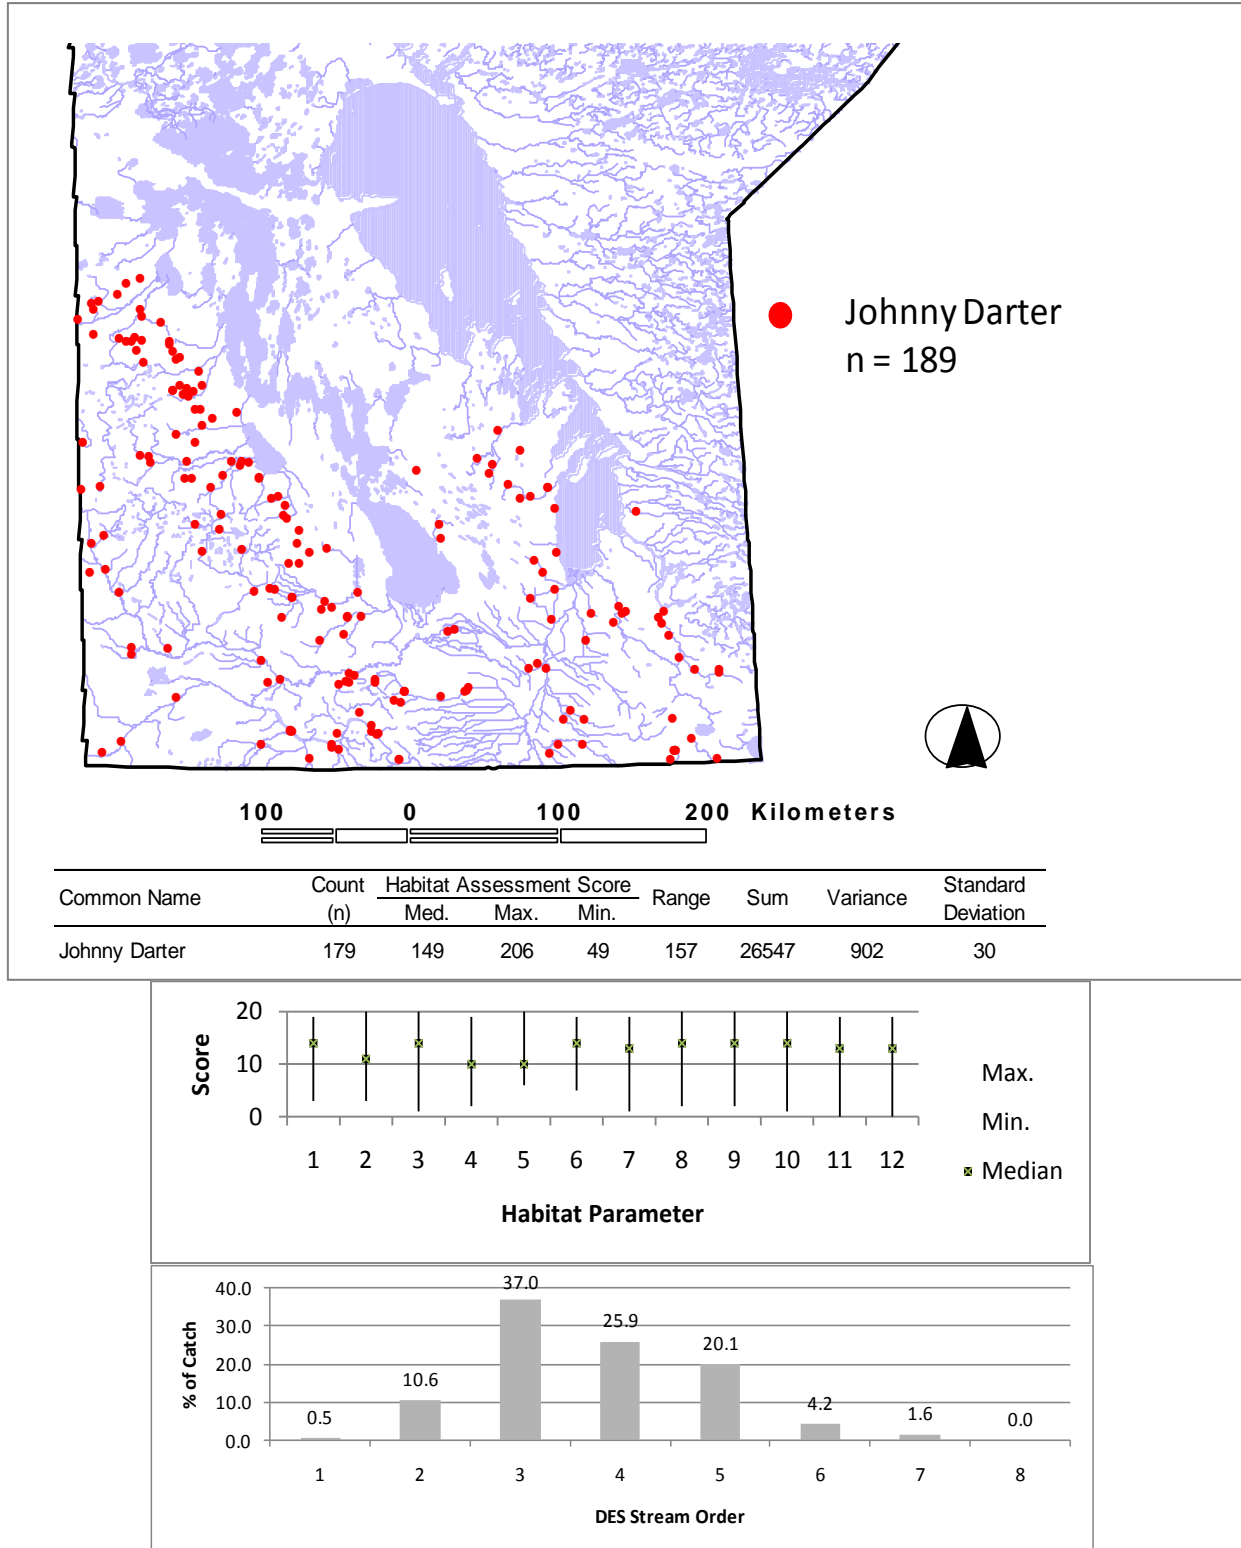 Johnny Darter
n = 189
100 0 100 200 Kilometers
Common Name Count Habitat Assessment Score Range Sum Variance Standard
(n) Med. Max. Min. Deviation
Johnny Darter 179 149 206 49 157 26547 902 30
20
10
0
Score
1 2 3 4 5 6 7 8 9 10 11 12
Habitat Parameter
Max.
Min.
Median
40.0
30.0
20.0
10.0
0.0
% of Catch
0.5 10.6 37.0 25.9 20.1 4.2 1.6 0.0
1 2 3 4 5 6 7 8
DES Stream Order